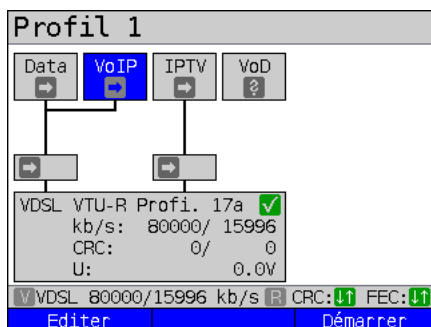 Profil 1
Data VoIP IPTV VoD
?
VDSL VTU-R Profi. 17a
kb/s: 80000/ 15996
CRC: 0/ 0
U: 0.0V
V VDSL 80000/15996 kb/s R CRC: FEC:
Editer Démarrer